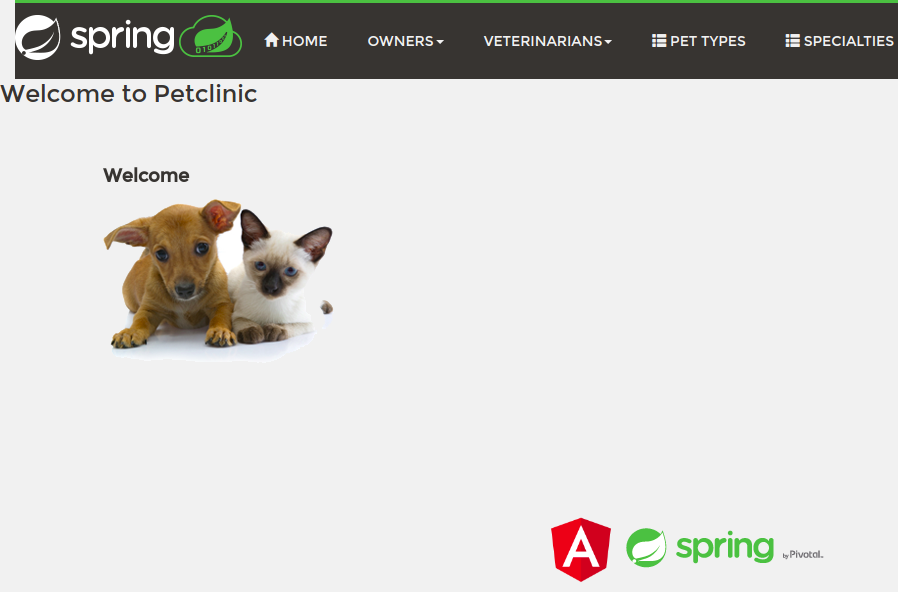 spring HOME OWNERS VETERINARIANS PET TYPES SPECIALTIES
Welcome to Petclinic
Welcome
A spring by Pivotal.